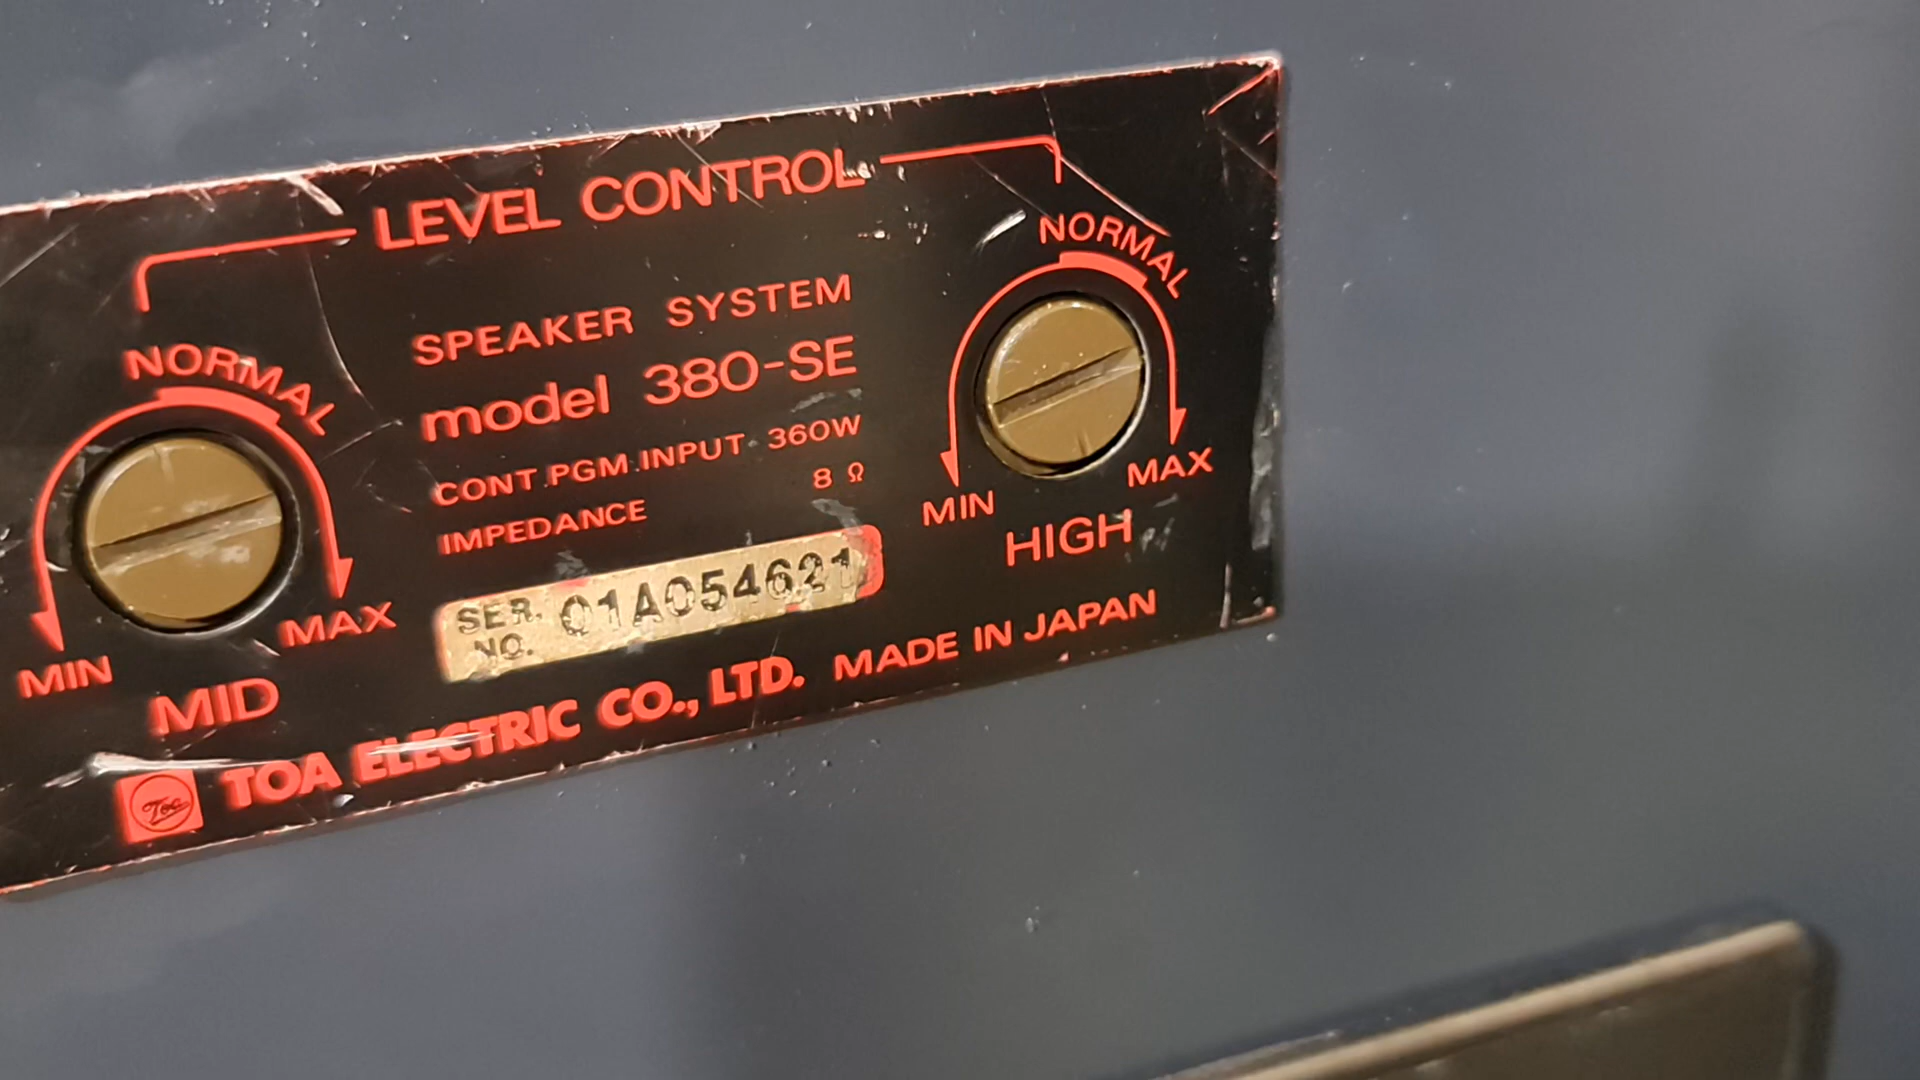 LEVEL CONTROL
NORMAL
MIN
MAX
MID
SPEAKER SYSTEM
model 380-SE
CONT.PGM.INPUT 360W
IMPEDANCE 8 Ω
SER. NO. 01A054621
NORMAL
MIN
MAX
HIGH
Toa TOA ELECTRIC CO., LTD. MADE IN JAPAN